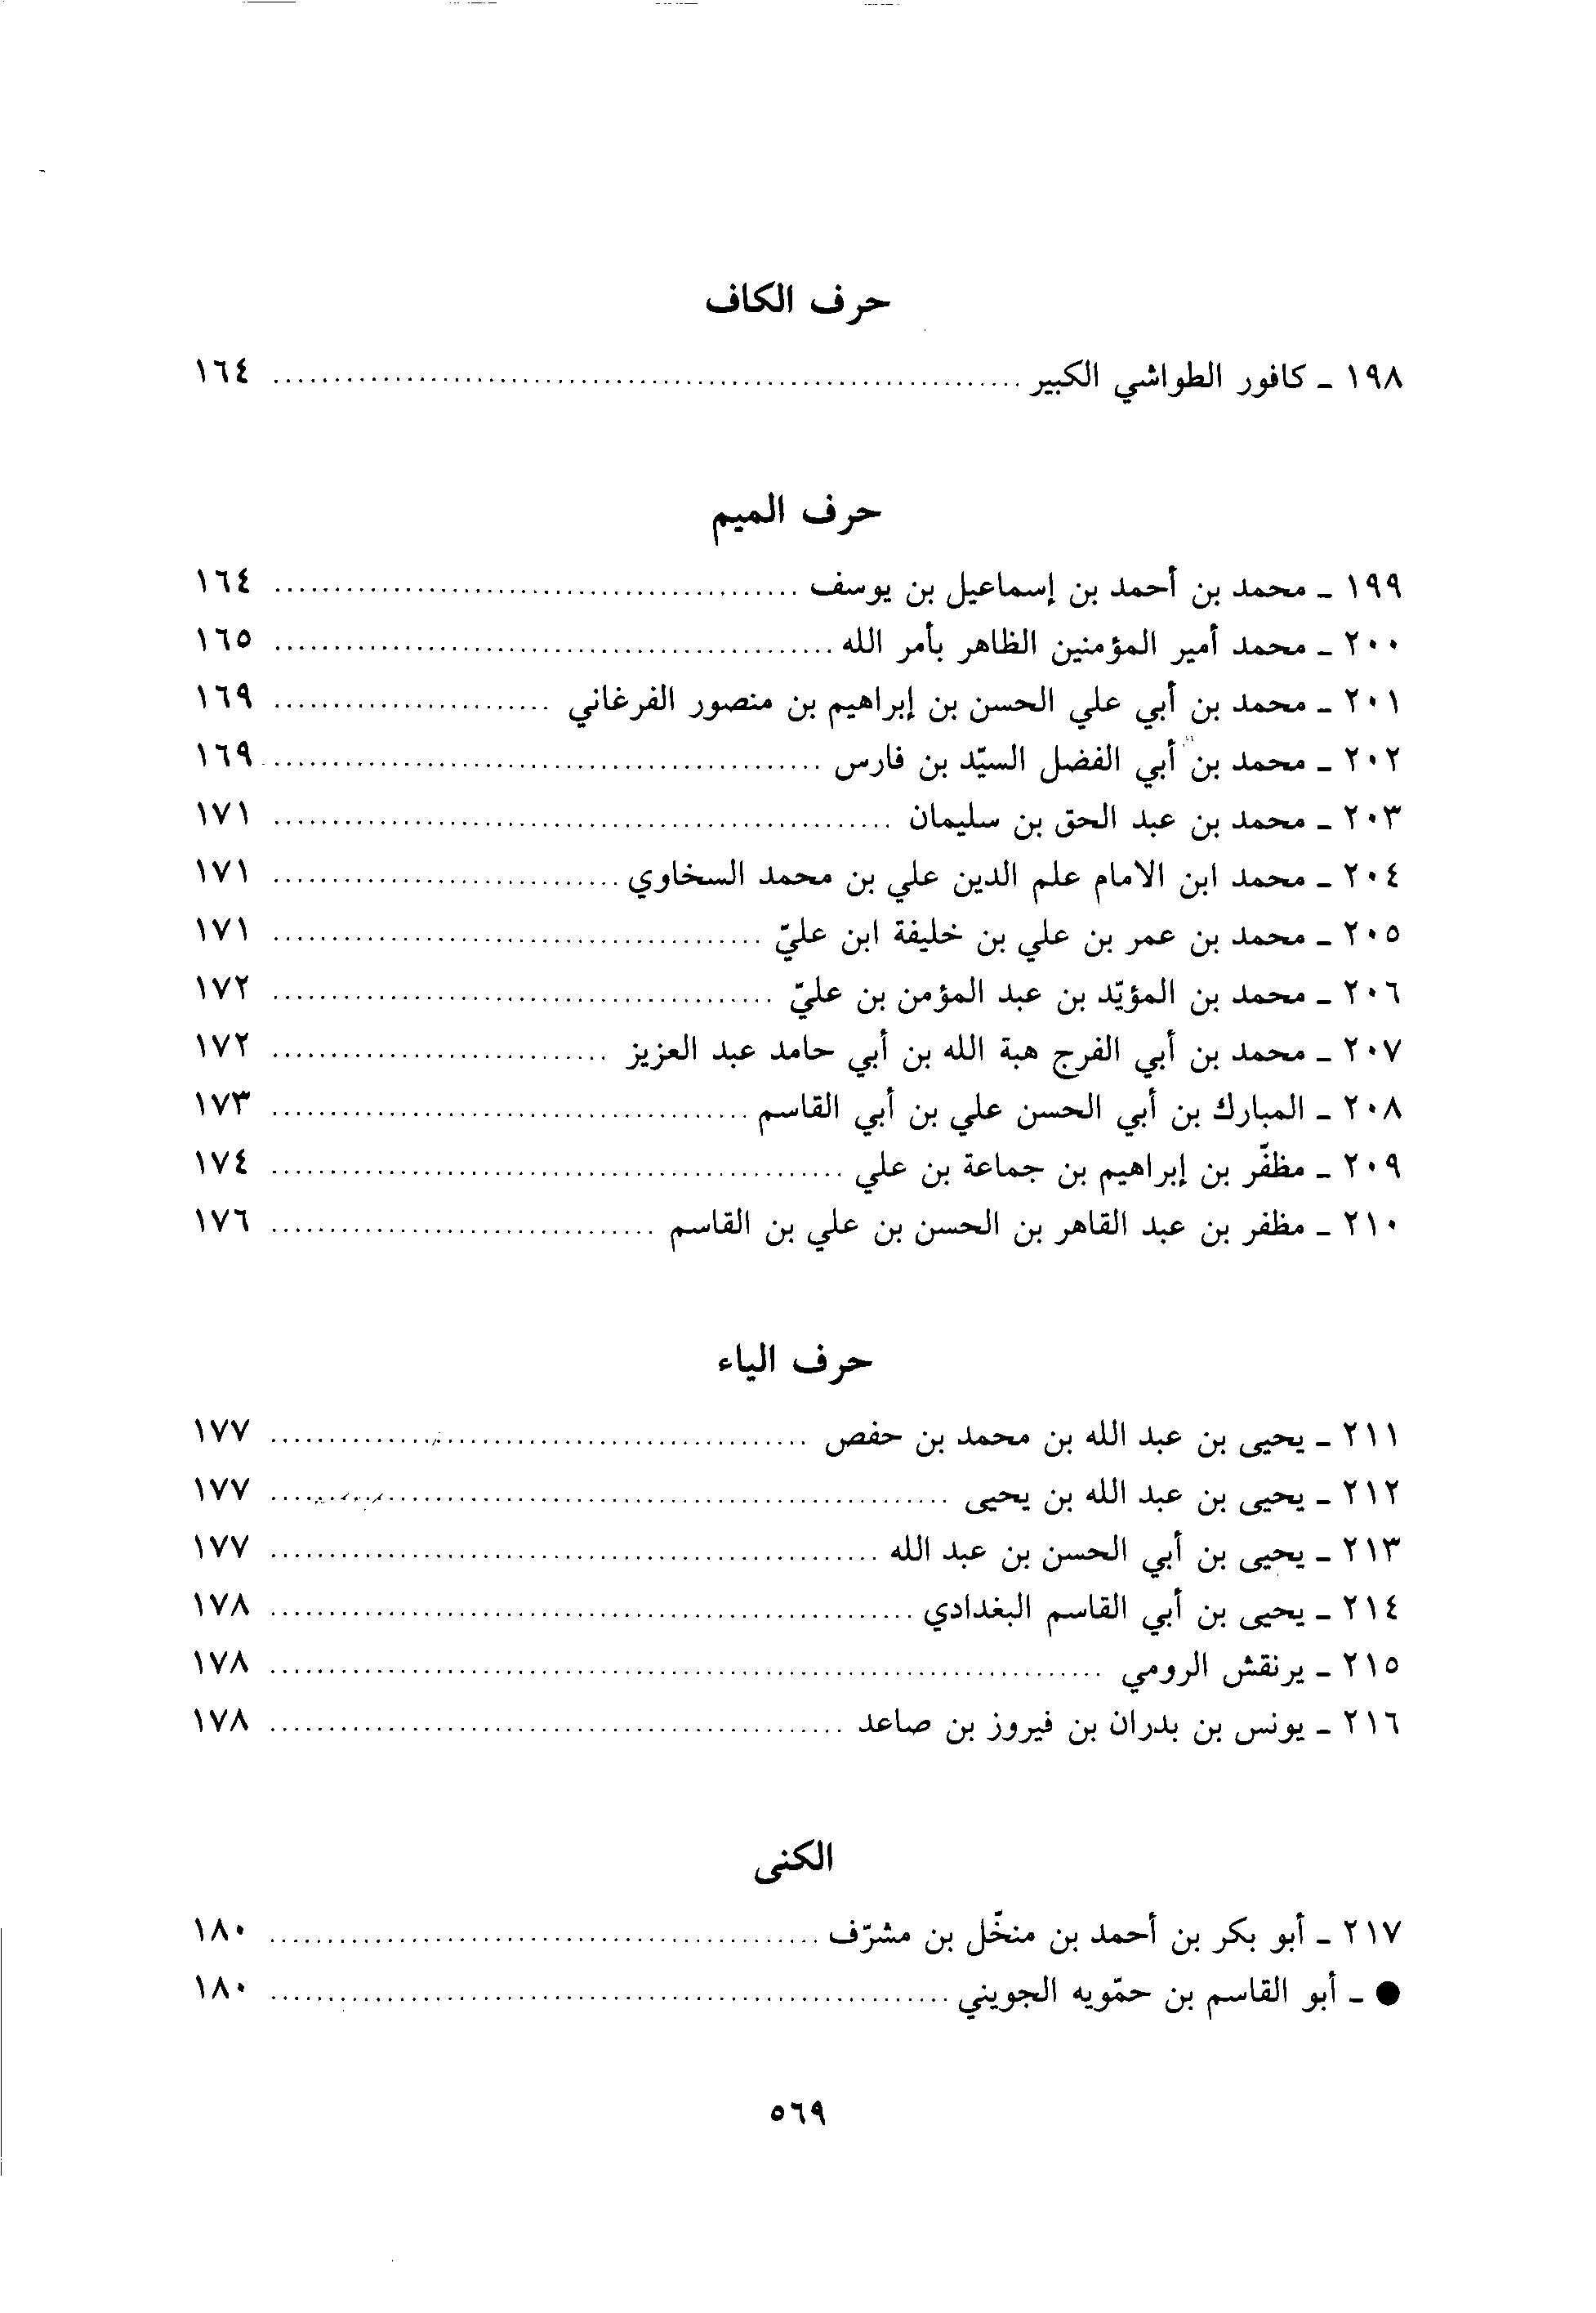 حرف الكاف
١٩٨ ـ كافور الطواشي الكبير ............................................................ ١٦٤
حرف الميم
١٩٩ ـ محمد بن أحمد بن إسماعيل بن يوسف ............................................ ١٦٤
٢٠٠ ـ محمد أمير المؤمنين الظاهر بأمر الله ............................................ ١٦٥
٢٠١ ـ محمد بن أبي علي الحسن بن إبراهيم بن منصور الفرغاني ........................ ١٦٩
٢٠٢ ـ محمد بن أبي الفضل السيّد بن فارس ............................................ ١٦٩
٢٠٣ ـ محمد بن عبد الحق بن سليمان .................................................. ١٧١
٢٠٤ ـ محمد ابن الامام علم الدين علي بن محمد السخاوي .............................. ١٧١
٢٠٥ ـ محمد بن عمر بن علي بن خليفة ابن عليّ ........................................ ١٧١
٢٠٦ ـ محمد بن المؤيّد بن عبد المؤمن بن عليّ ........................................ ١٧٢
٢٠٧ ـ محمد بن أبي الفرج هبة الله بن أبي حامد عبد العزيز ............................ ١٧٢
٢٠٨ ـ المبارك بن أبي الحسن علي بن أبي القاسم ........................................ ١٧٣
٢٠٩ ـ مظفّر بن إبراهيم بن جماعة بن علي .............................................. ١٧٤
٢١٠ ـ مظفر بن عبد القاهر بن الحسن بن علي بن القاسم ................................ ١٧٦
حرف الياء
٢١١ ـ يحيى بن عبد الله بن محمد بن حفص ............................................ ١٧٧
٢١٢ ـ يحيى بن عبد الله بن يحيى ...................................................... ١٧٧
٢١٣ ـ يحيى بن أبي الحسن بن عبد الله ................................................ ١٧٧
٢١٤ ـ يحيى بن أبي القاسم البغدادي .................................................... ١٧٨
٢١٥ ـ يرنقش الرومي .................................................................. ١٧٨
٢١٦ ـ يونس بن بدران بن فيروز بن صاعد .............................................. ١٧٨
الكنى
٢١٧ ـ أبو بكر بن أحمد بن منخّل بن مشرّف ............................................ ١٨٠
● ـ أبو القاسم بن حمّويه الجويني ...................................................... ١٨٠
٥٦٩